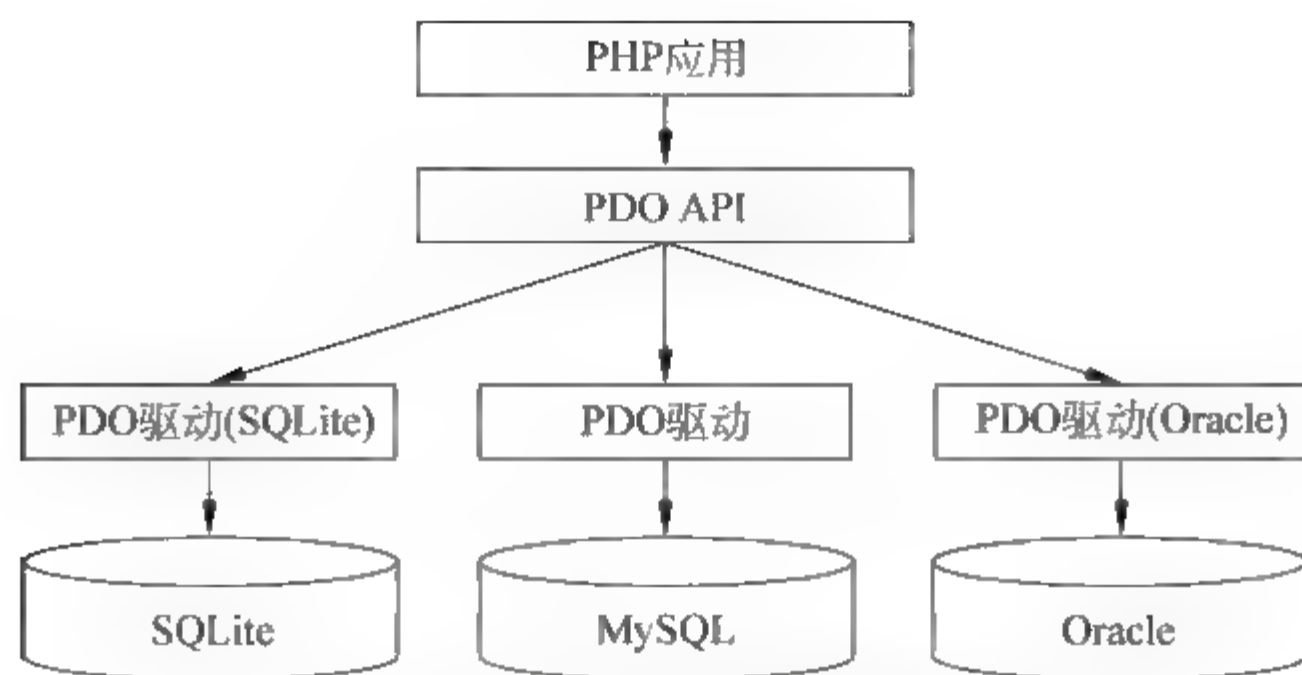 PHP应用
PDO API
PDO驱动(SQLite)
PDO驱动
PDO驱动(Oracle)
SQLite
MySQL
Oracle